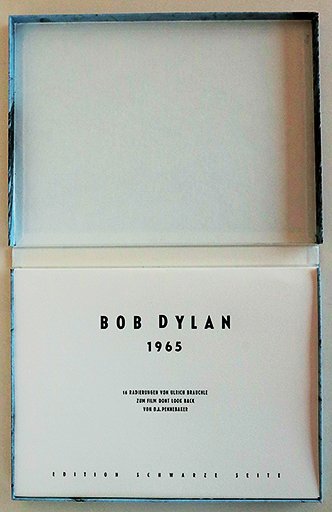 BOB DYLAN
1965
16 RADIERUNGEN VON ULRICH BRAUCHLE
ZUM FILM DONT LOOK BACK
VON D.A. PENNEBAKER
EDITION SCHWARZE SEITE